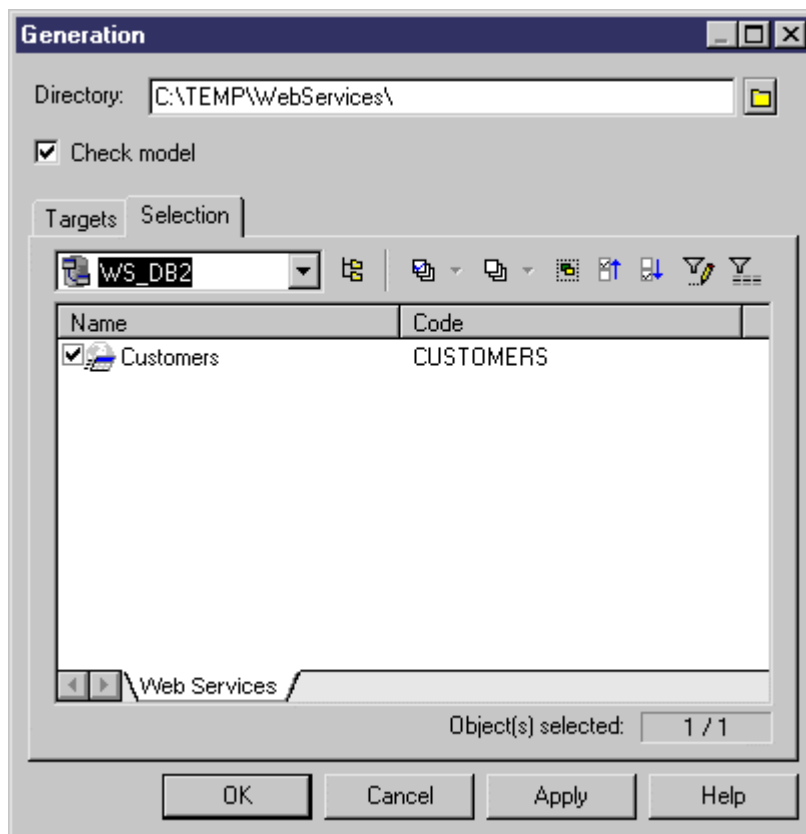 Generation
Directory: C:\TEMP\WebServices\
Check model
Targets Selection
WS_DB2
Name Code
Customers CUSTOMERS
Web Services
Object(s) selected: 1 / 1
OK Cancel Apply Help